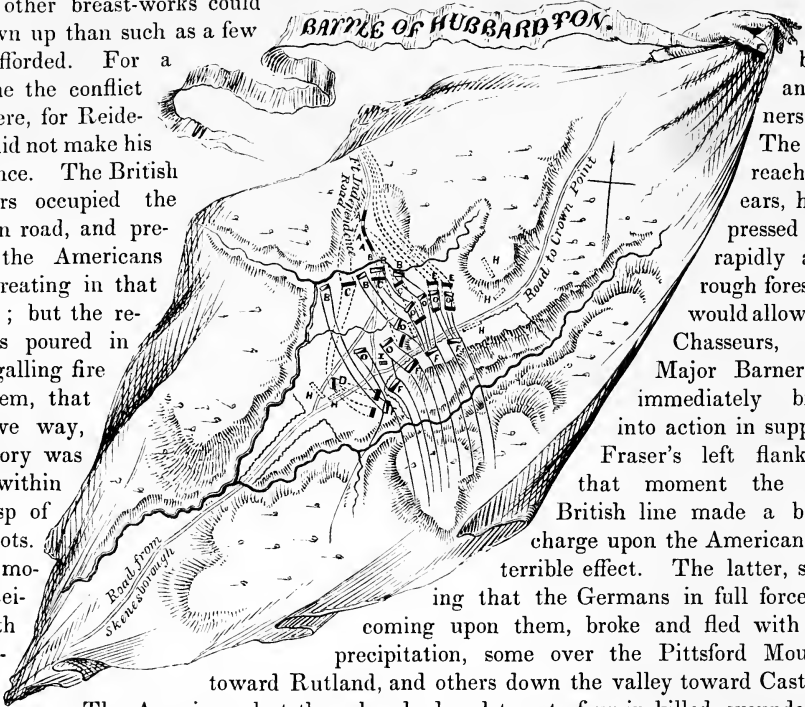 other breast-works could
wn up than such as a few
fforded. For a
ne the conflict
ere, for Reide-
id not make his
nce. The British
rs occupied the
n road, and pre-
the Americans
reating in that
; but the re-
s poured in
galling fire
em, that
ve way,
ory was
within
sp of
ots.
mo-
ei-
th
BATTLE OF HUBBARDTON.
Ft. Independence
Road
Road to Crown Point
Road from
Skenesborough
b
an
ners
The
reach
ears, h
pressed
rapidly a
rough fores
would allow
Chasseurs,
Major Barner
immediately b
into action in supp
Fraser's left flank
that moment the
British line made a b
charge upon the American
terrible effect. The latter, s
ing that the Germans in full force
coming upon them, broke and fled with
precipitation, some over the Pittsford Mou
toward Rutland, and others down the valley toward Cast